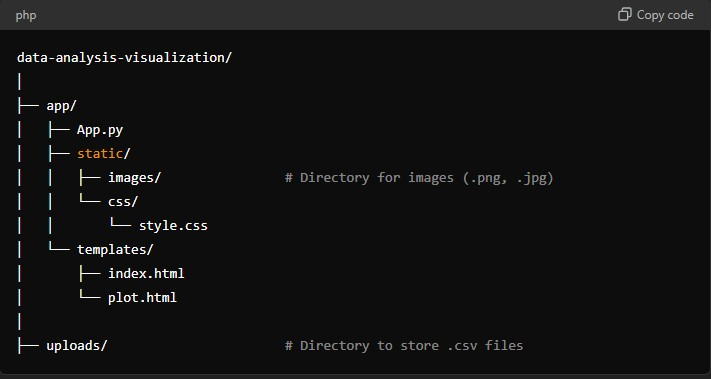 php Copy code
data-analysis-visualization/
│
├── app/
│   ├── App.py
│   ├── static/
│   │   ├── images/                # Directory for images (.png, .jpg)
│   │   └── css/
│   │       └── style.css
│   └── templates/
│       ├── index.html
│       └── plot.html
│
├── uploads/                       # Directory to store .csv files